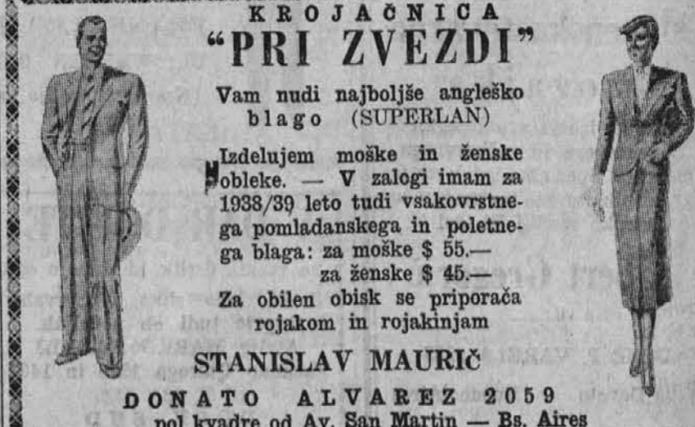 KROJAČNICA
“PRI ZVEZDI”
Vam nudi najboljše angleško
blago (SUPERLAN)
Izdelujem moške in ženske
obleke. — V zalogi imam za
1938/39 leto tudi vsakovrstne-
ga pomladanskega in poletne-
ga blaga: za moške $ 55.—
za ženske $ 45.—
Za obilen obisk se priporača
rojakom in rojakinjam
STANISLAV MAURIČ
DONATO ALVAREZ 2059
pol kvadre od Av. San Martin — Bs. Aires